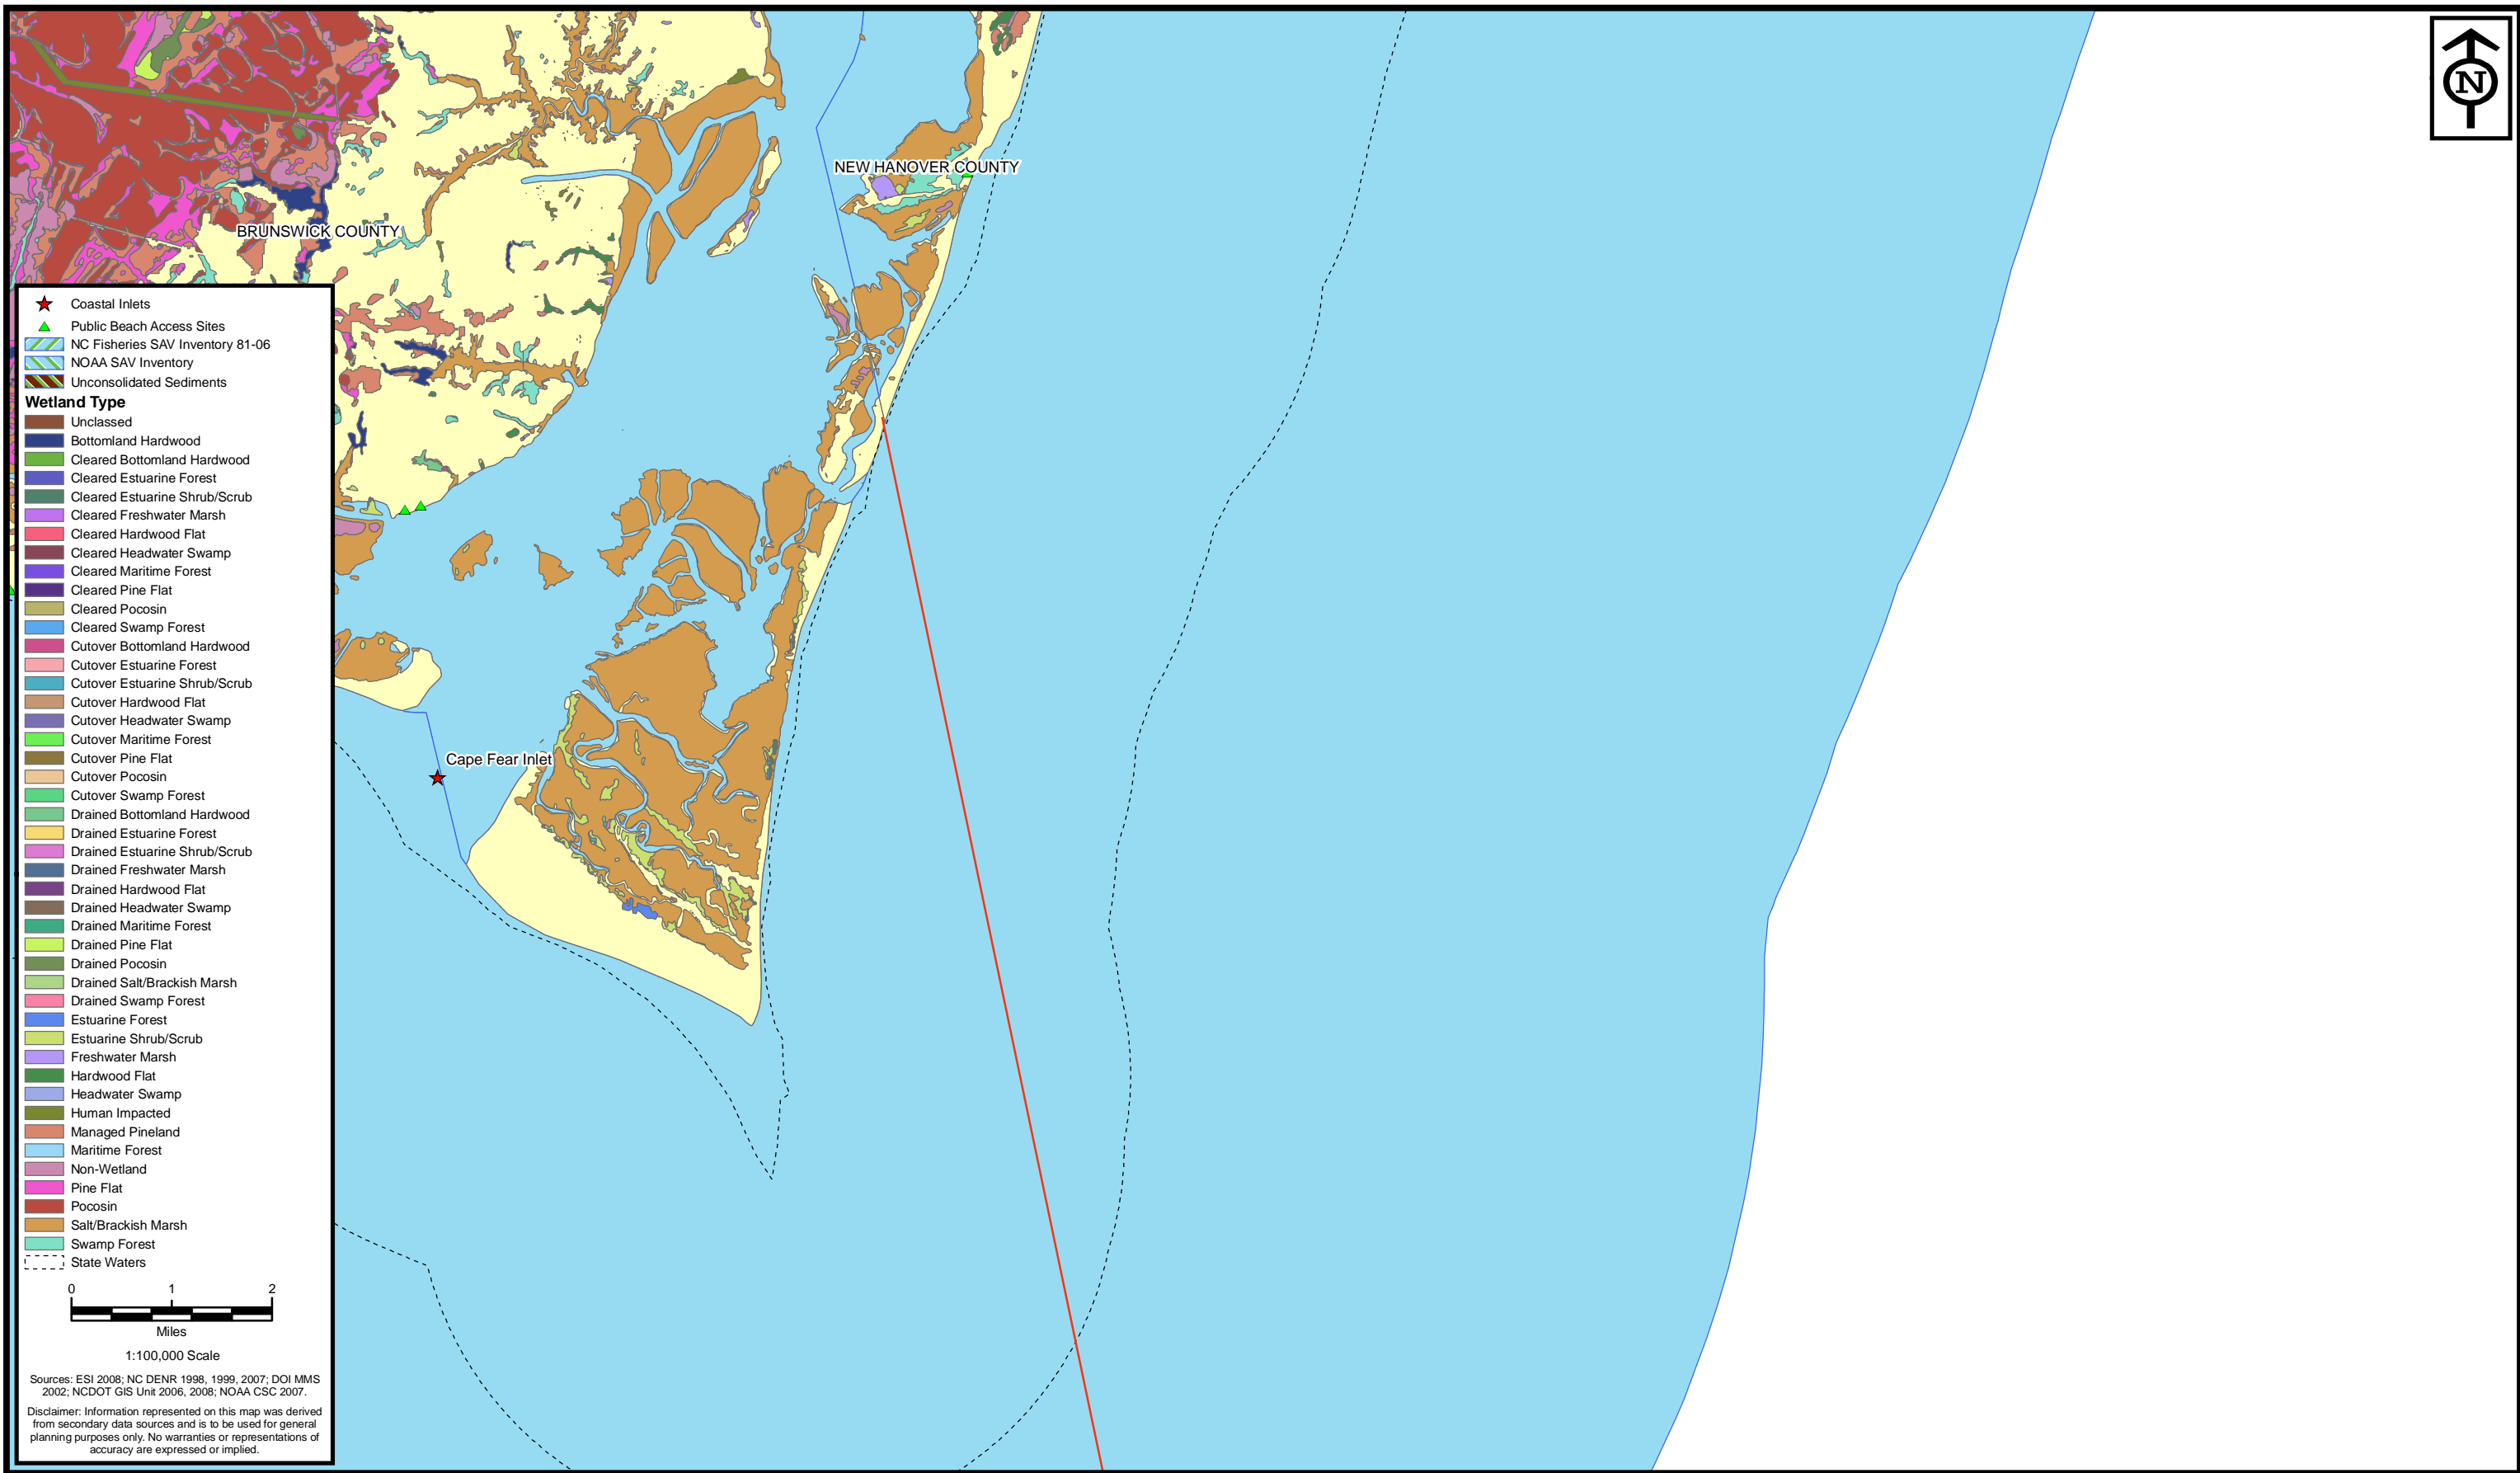 N
NEW HANOVER COUNTY
BRUNSWICK COUNTY
Cape Fear Inlet
Coastal Inlets
Public Beach Access Sites
NC Fisheries SAV Inventory 81-06
NOAA SAV Inventory
Unconsolidated Sediments
Wetland Type
Unclassed
Bottomland Hardwood
Cleared Bottomland Hardwood
Cleared Estuarine Forest
Cleared Estuarine Shrub/Scrub
Cleared Freshwater Marsh
Cleared Hardwood Flat
Cleared Headwater Swamp
Cleared Maritime Forest
Cleared Pine Flat
Cleared Pocosin
Cleared Swamp Forest
Cutover Bottomland Hardwood
Cutover Estuarine Forest
Cutover Estuarine Shrub/Scrub
Cutover Hardwood Flat
Cutover Headwater Swamp
Cutover Maritime Forest
Cutover Pine Flat
Cutover Pocosin
Cutover Swamp Forest
Drained Bottomland Hardwood
Drained Estuarine Forest
Drained Estuarine Shrub/Scrub
Drained Freshwater Marsh
Drained Hardwood Flat
Drained Headwater Swamp
Drained Maritime Forest
Drained Pine Flat
Drained Pocosin
Drained Salt/Brackish Marsh
Drained Swamp Forest
Estuarine Forest
Estuarine Shrub/Scrub
Freshwater Marsh
Hardwood Flat
Headwater Swamp
Human Impacted
Managed Pineland
Maritime Forest
Non-Wetland
Pine Flat
Pocosin
Salt/Brackish Marsh
Swamp Forest
State Waters
0 1 2
Miles
1:100,000 Scale
Sources: ESI 2008; NC DENR 1998, 1999, 2007; DOI MMS
2002; NCDOT GIS Unit 2006, 2008; NOAA CSC 2007.
Disclaimer: Information represented on this map was derived
from secondary data sources and is to be used for general
planning purposes only. No warranties or representations of
accuracy are expressed or implied.